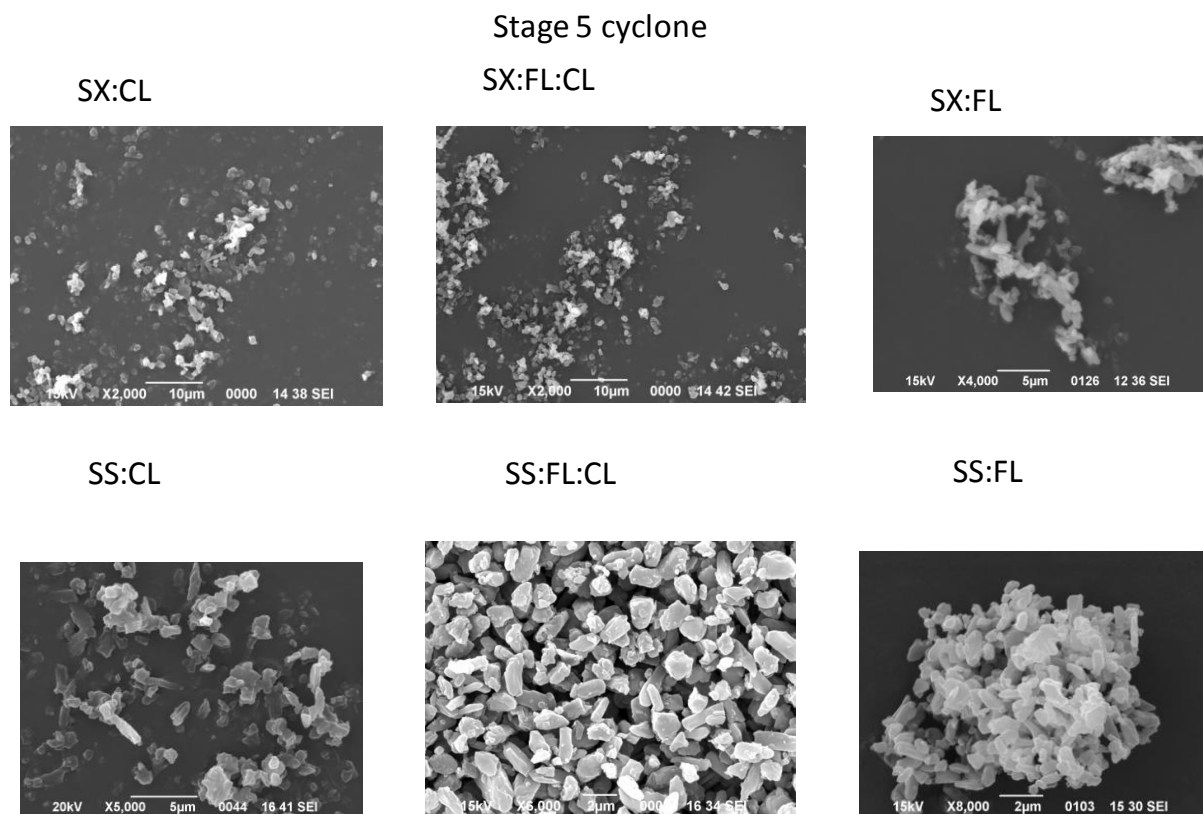 Stage 5 cyclone
SX:CL
SX:FL:CL
SX:FL
15kV X2,000 10µm 0000 14 38 SEI
15kV X2,000 10µm 0000 14 42 SEI
15kV X4,000 5µm 0126 12 36 SEI
SS:CL
SS:FL:CL
SS:FL
20kV X5,000 5µm 0044 16 41 SEI
15kV X6,000 2µm 16 34 SEI
15kV X8,000 2µm 0103 15 30 SEI